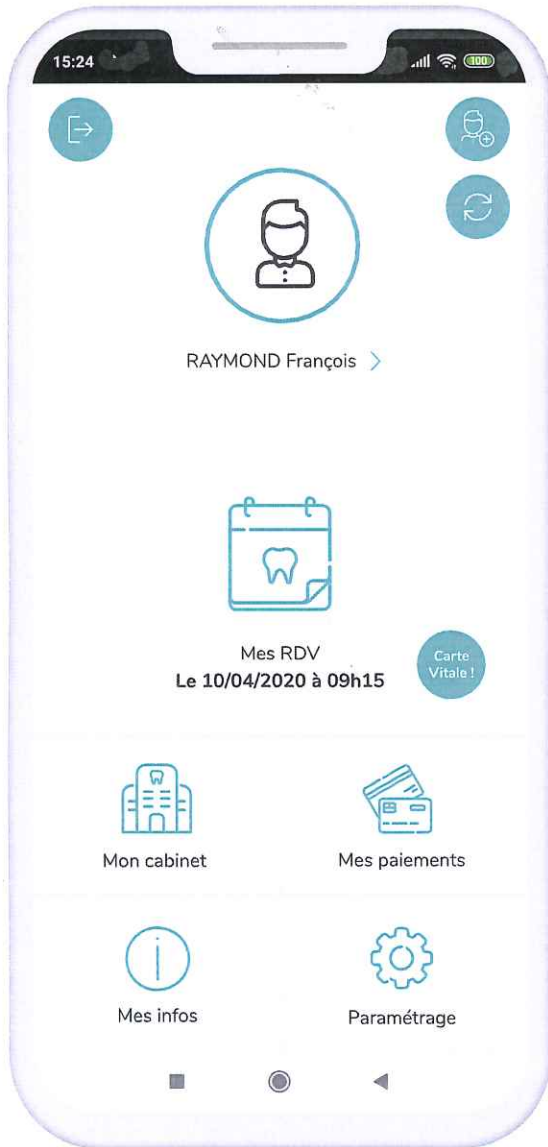 15:24
100
RAYMOND François
Mes RDV
Le 10/04/2020 à 09h15
Carte
Vitale !
Mon cabinet
Mes paiements
Mes infos
Paramétrage